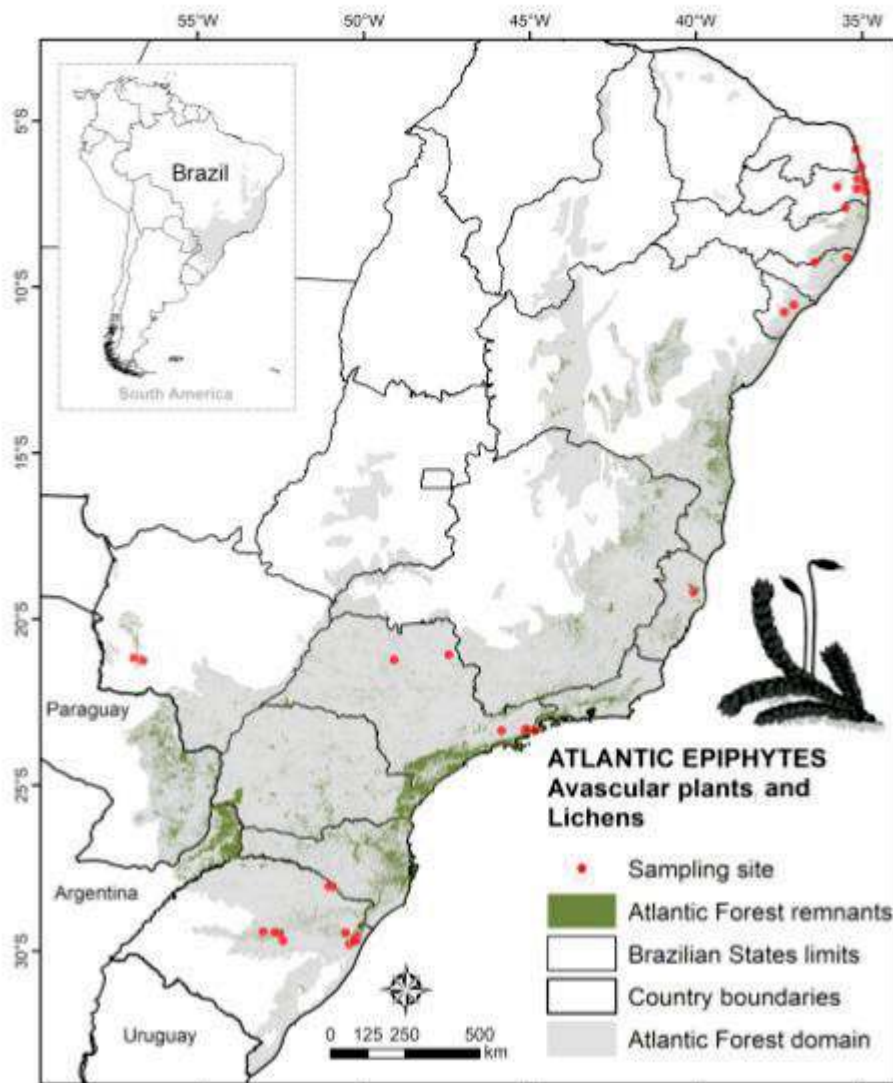 55°W 50°W 45°W 40°W 35°W
5°S
10°S
15°S
20°S
25°S
30°S
Brazil
South America
Paraguay
Argentina
Uruguay
ATLANTIC EPIPHYTES
Avascular plants and
Lichens
Sampling site
Atlantic Forest remnants
Brazilian States limits
Country boundaries
Atlantic Forest domain
0 125 250 500
km